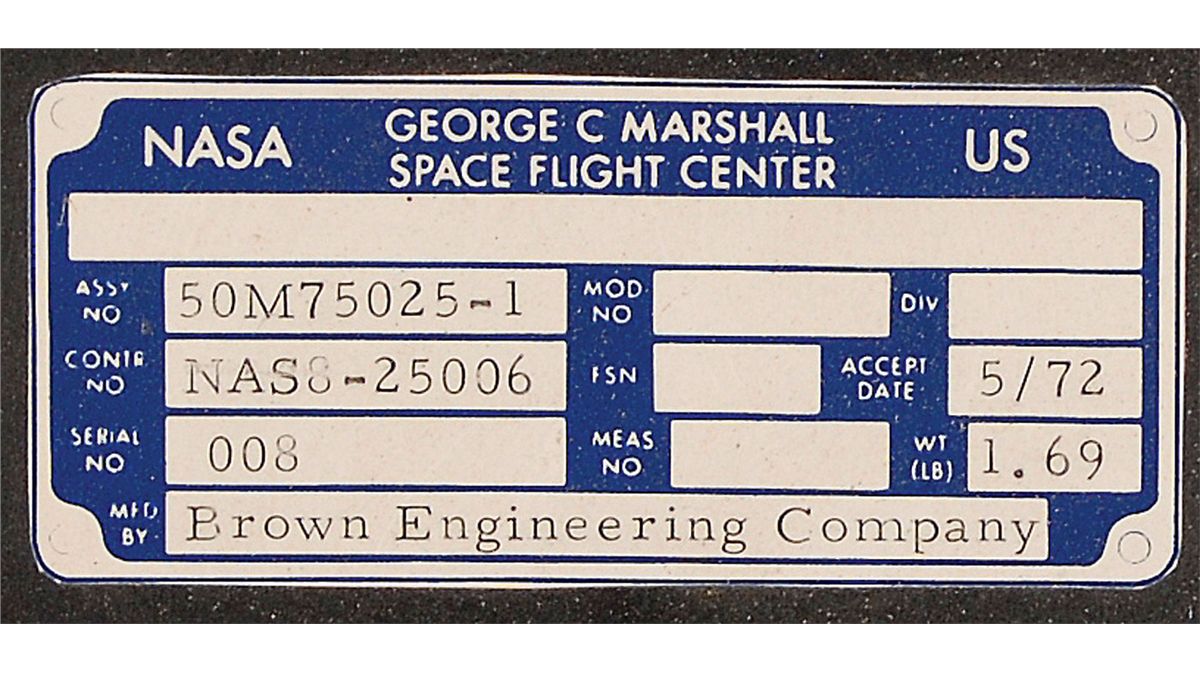 NASA GEORGE C MARSHALL US
SPACE FLIGHT CENTER
ASSY NO 50M75025-1 MOD NO DIV
CONTR NO NAS8-25006 FSN ACCEPT DATE 5/72
SERIAL NO 008 MEAS NO WT (LB) 1.69
MFD BY Brown Engineering Company